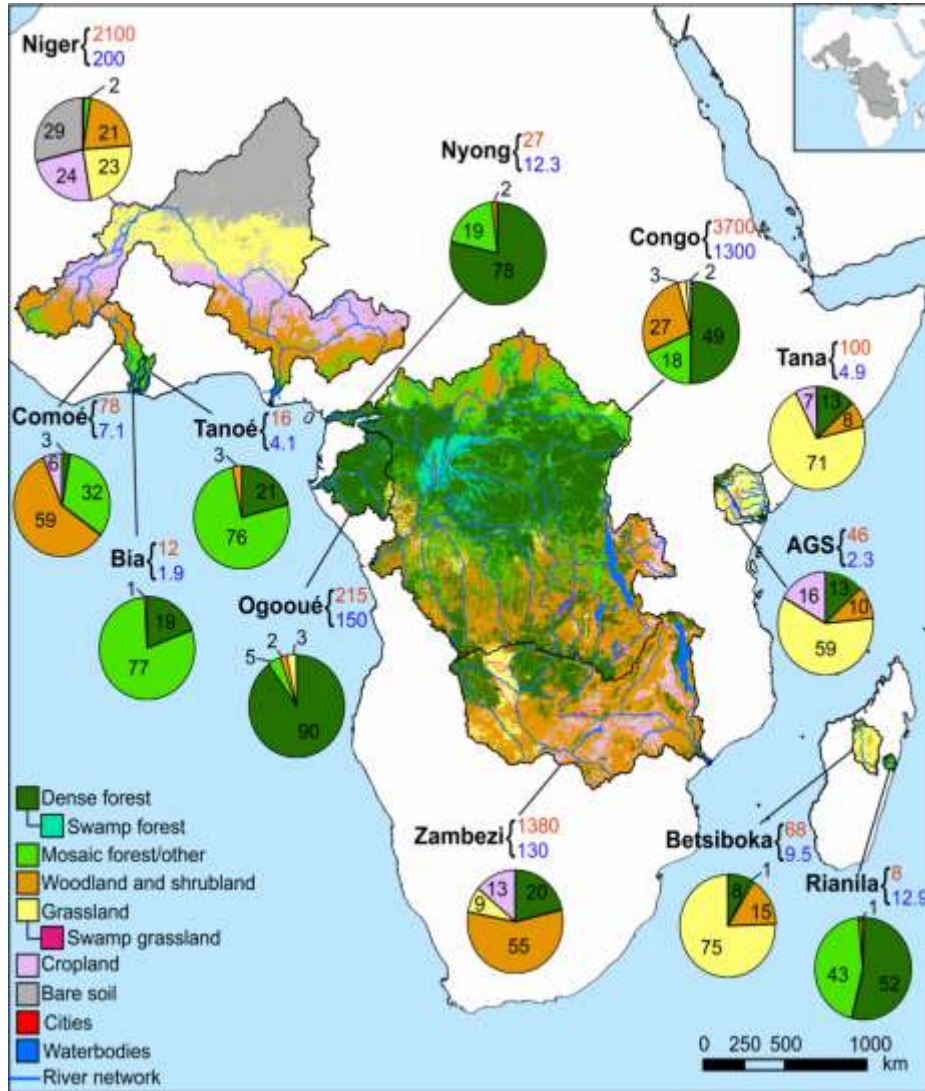 Niger{2100
200
2
29
21
24
23
Nyong{27
12.3
2
19
78
Congo{3700
1300
3
2
27
49
18
Tana{100
4.9
7
13
8
71
Comoé{78
7.1
3
6
32
59
Tanoé{16
4.1
3
21
76
AGS{46
2.3
16
13
10
59
Bia{12
1.9
1
19
77
Ogooué{215
150
2
3
5
90
Dense forest
Swamp forest
Mosaic forest/other
Woodland and shrubland
Grassland
Swamp grassland
Cropland
Bare soil
Cities
Waterbodies
River network
Zambezi{1380
130
13
20
9
55
Betsiboka{68
9.5
1
8
15
75
Rianila{8
12.9
1
43
52
0 250 500 1000
km